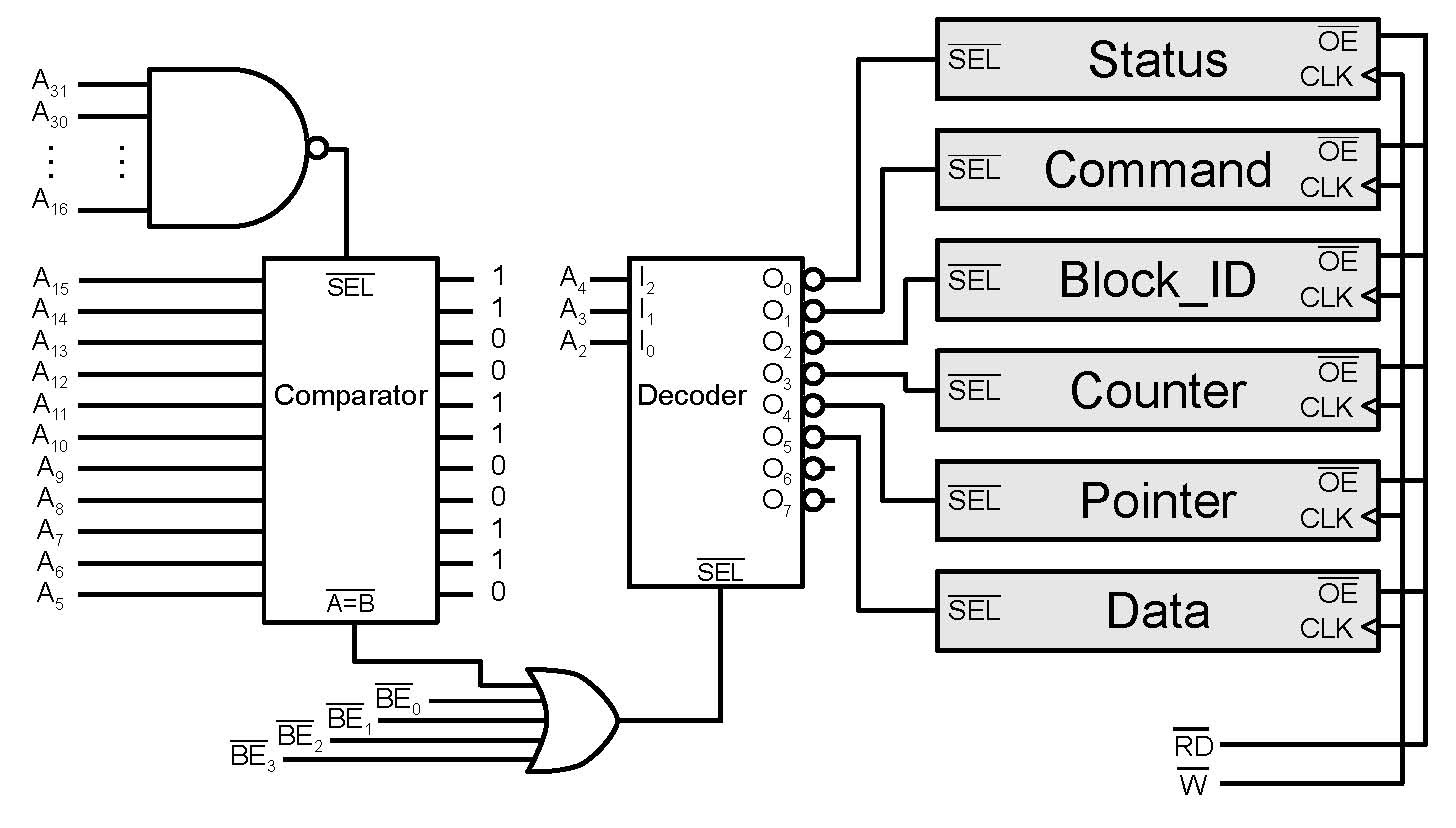 A31
A30
A16
A15
A14
A13
A12
A11
A10
A9
A8
A7
A6
A5
SEL
Comparator
A=B
1
1
0
0
1
1
0
0
1
1
0
BE0
BE1
BE2
BE3
A4
A3
A2
I2
I1
I0
Decoder
O0
O1
O2
O3
O4
O5
O6
O7
SEL
SEL Status OE
CLK
SEL Command OE
CLK
SEL Block_ID OE
CLK
SEL Counter OE
CLK
SEL Pointer OE
CLK
SEL Data OE
CLK
RD
W